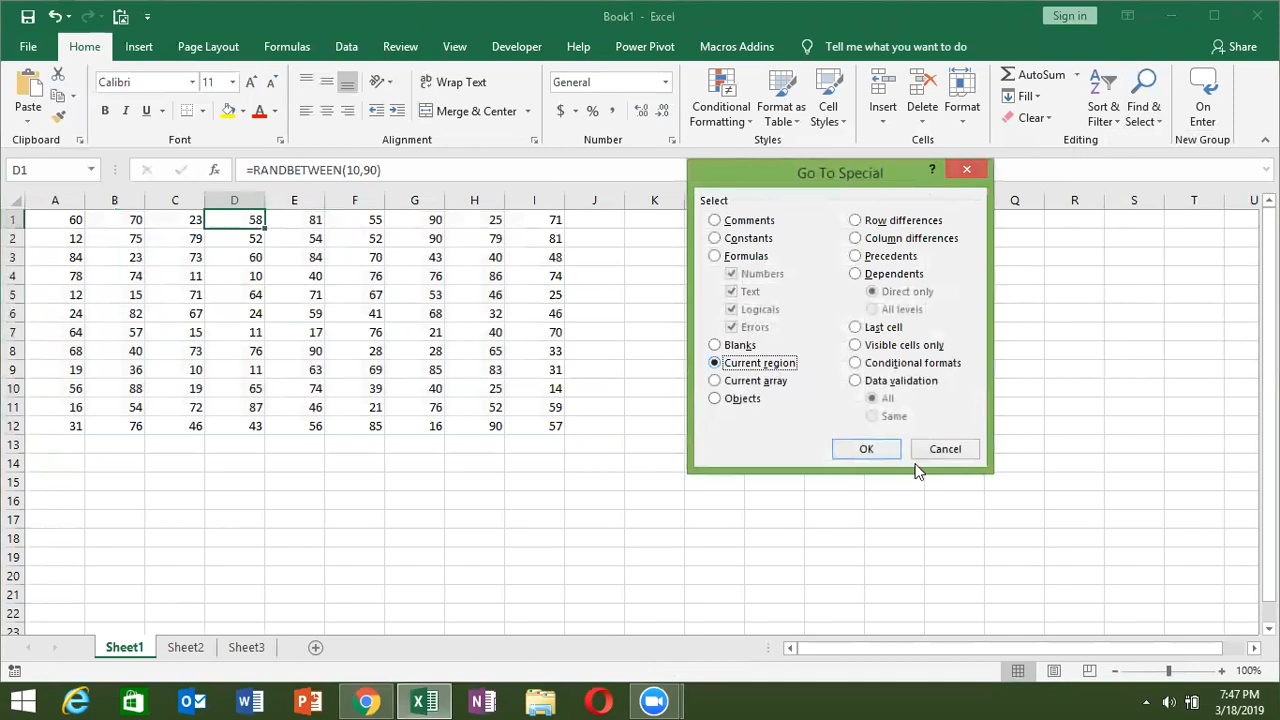 Book1 - Excel
Sign in
File Home Insert Page Layout Formulas Data Review View Developer Help Power Pivot Macros Addins Tell me what you want to do Share
Paste
Calibri 11
B I U
Wrap Text
Merge & Center
General
$ % ,
Conditional Formatting
Format as Table
Cell Styles
Insert
Delete
Format
AutoSum
Fill
Clear
Sort & Filter
Find & Select
On Enter
Clipboard Font Alignment Number Styles Cells Editing New Group
D1 fx =RANDBETWEEN(10,90)
A B C D E F G H I J K O P Q R S T U
1 60 70 23 58 81 55 90 25 71
2 12 75 79 52 54 52 90 79 81
3 84 23 73 60 84 70 43 40 48
4 78 74 11 10 40 76 76 86 74
5 12 15 71 64 71 67 53 46 25
6 24 82 67 24 59 41 68 32 46
7 64 57 15 11 17 76 21 40 70
8 68 40 73 76 90 28 28 65 33
9 19 36 10 11 63 69 85 83 31
10 56 88 19 65 74 39 40 25 14
11 16 54 72 87 46 21 76 52 59
12 31 76 46 43 56 85 16 90 57
13
14
15
16
17
18
19
20
21
22
23
Go To Special
?
Select
Comments
Constants
Formulas
Numbers
Text
Logicals
Errors
Blanks
Current region
Current array
Objects
Row differences
Column differences
Precedents
Dependents
Direct only
All levels
Last cell
Visible cells only
Conditional formats
Data validation
All
Same
OK Cancel
Sheet1 Sheet2 Sheet3
100%
7:47 PM
3/18/2019